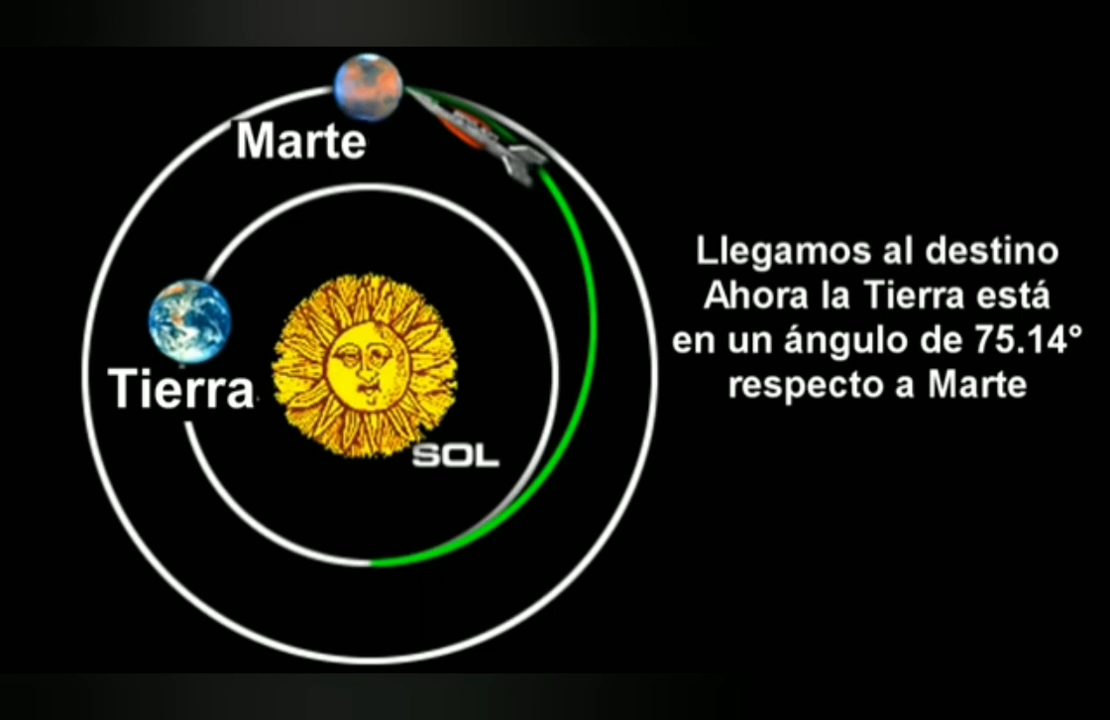 Marte
Tierra
SOL
Llegamos al destino
Ahora la Tierra está
en un ángulo de 75.14°
respecto a Marte